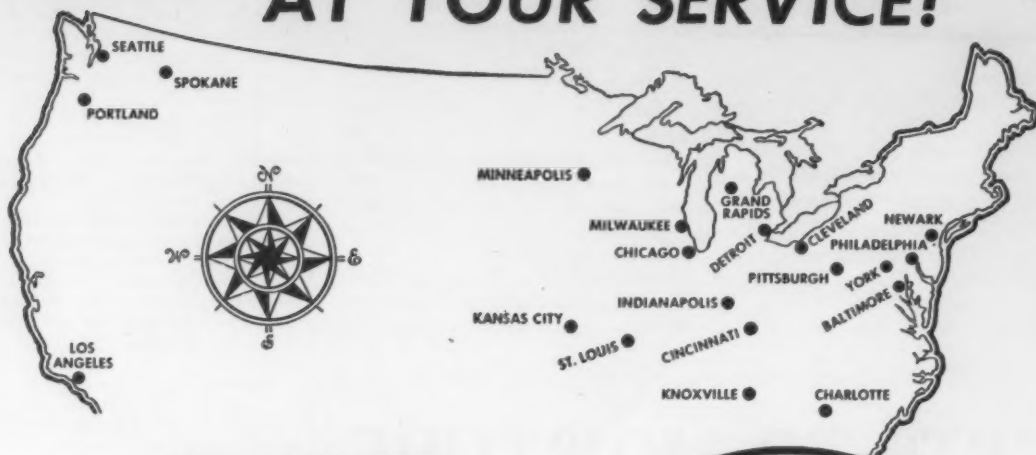 AT YOUR SERVICE!
SEATTLE
SPOKANE
PORTLAND
MINNEAPOLIS
GRAND
RAPIDS
MILWAUKEE
CHICAGO
DETROIT
CLEVELAND
NEWARK
PHILADELPHIA
PITTSBURGH
YORK
BALTIMORE
INDIANAPOLIS
KANSAS CITY
ST. LOUIS
CINCINNATI
LOS
ANGELES
KNOXVILLE
CHARLOTTE
N
W
E
S